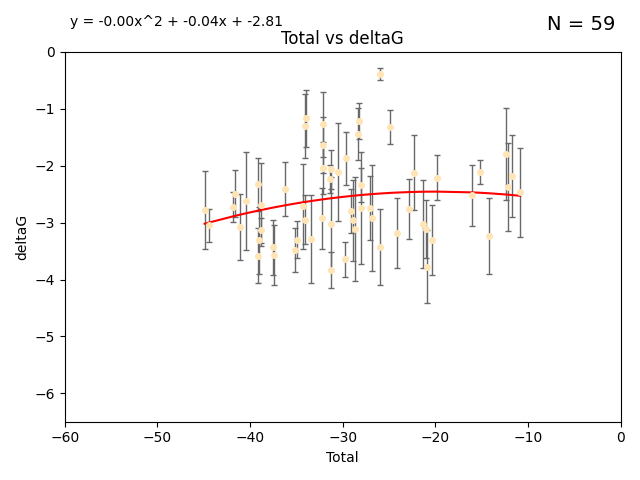 y = -0.00x^2 + -0.04x + -2.81
N = 59
Total vs deltaG
deltaG
0
−1
−2
−3
−4
−5
−6
−60
−50
−40
−30
−20
−10
0
Total